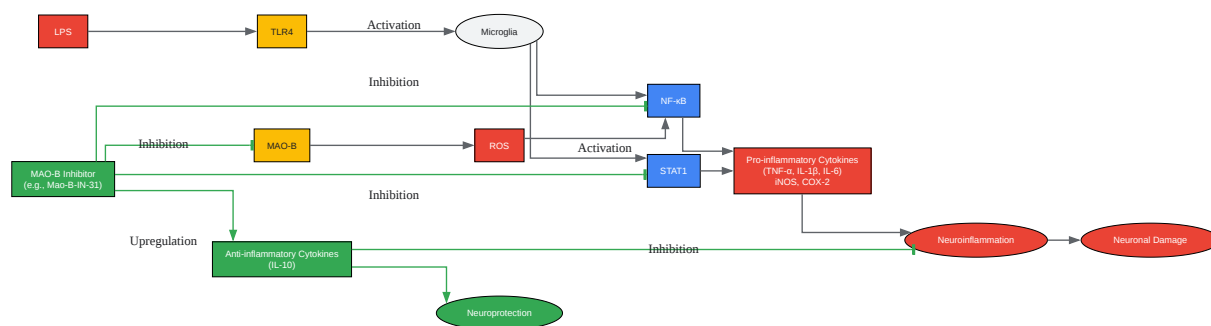 LPS
TLR4
Activation
Microglia
Inhibition
NF-κB
Inhibition
MAO-B
ROS
Activation
MAO-B Inhibitor
(e.g., Mao-B-IN-31)
STAT1
Pro-inflammatory Cytokines
(TNF-α, IL-1β, IL-6)
iNOS, COX-2
Inhibition
Upregulation
Anti-inflammatory Cytokines
(IL-10)
Inhibition
Neuroinflammation
Neuronal Damage
Neuroprotection